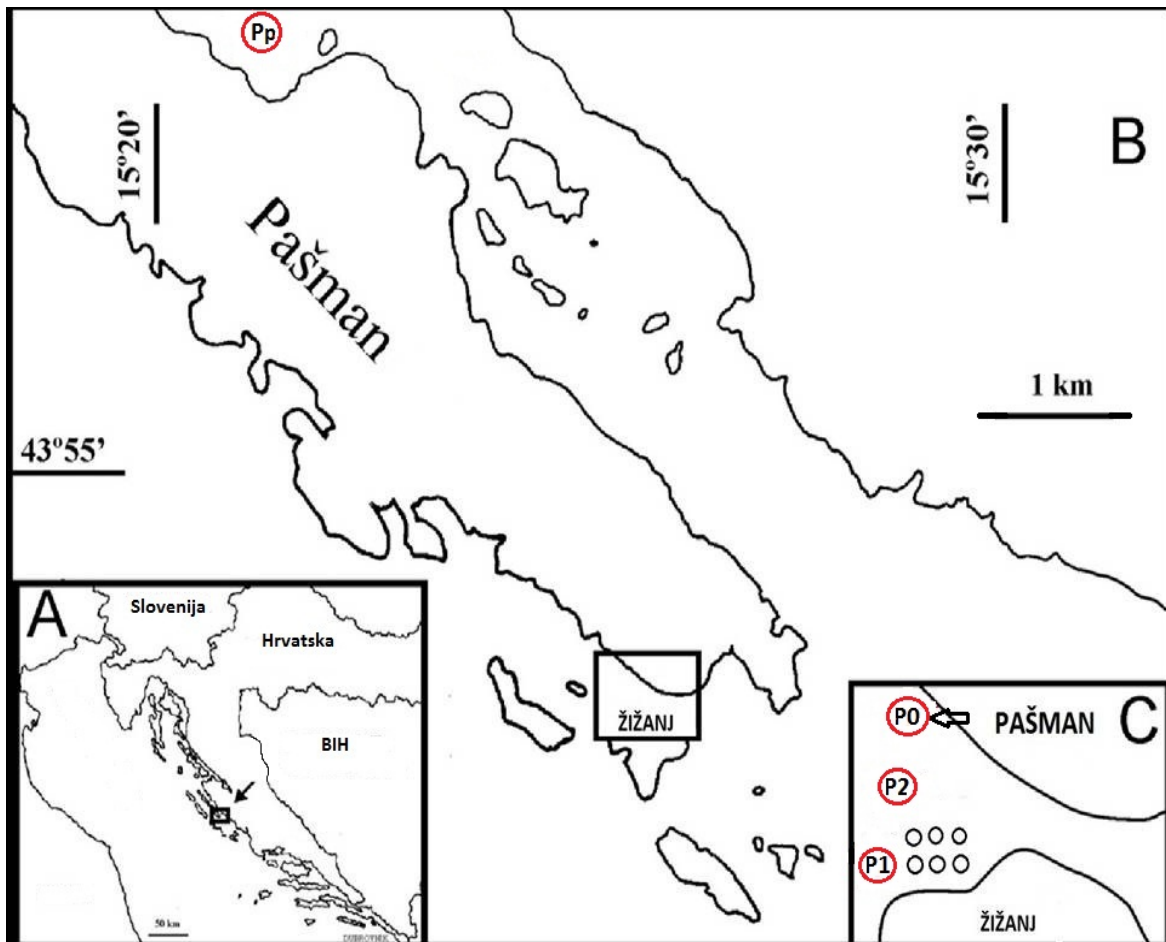 Pp
15°20'
15°30'
B
Pašman
1 km
43°55'
A
Slovenija
Hrvatska
BIH
50 km
DUBROVNIK
ŽIŽANJ
C
P0
PAŠMAN
P2
P1
ŽIŽANJ